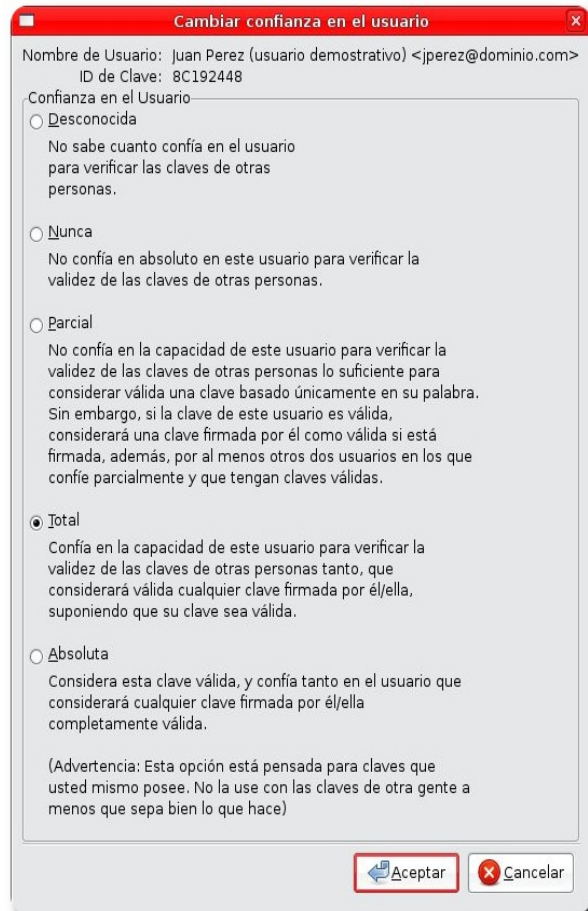 Cambiar confianza en el usuario
Nombre de Usuario: Juan Perez (usuario demostrativo) <jperez@dominio.com>
ID de Clave: 8C192448
Confianza en el Usuario
Desconocida
No sabe cuanto confía en el usuario
para verificar las claves de otras
personas.
Nunca
No confía en absoluto en este usuario para verificar la
validez de las claves de otras personas.
Parcial
No confía en la capacidad de este usuario para verificar la
validez de las claves de otras personas lo suficiente para
considerar válida una clave basado únicamente en su palabra.
Sin embargo, si la clave de este usuario es válida,
considerará una clave firmada por él como válida si está
firmada, además, por al menos otros dos usuarios en los que
confíe parcialmente y que tengan claves válidas.
Total
Confía en la capacidad de este usuario para verificar la
validez de las claves de otras personas tanto, que
considerará válida cualquier clave firmada por él/ella,
suponiendo que su clave sea válida.
Absoluta
Considera esta clave válida, y confía tanto en el usuario que
considerará cualquier clave firmada por él/ella
completamente válida.
(Advertencia: Esta opción está pensada para claves que
usted mismo posee. No la use con las claves de otra gente a
menos que sepa bien lo que hace)
Aceptar
Cancelar